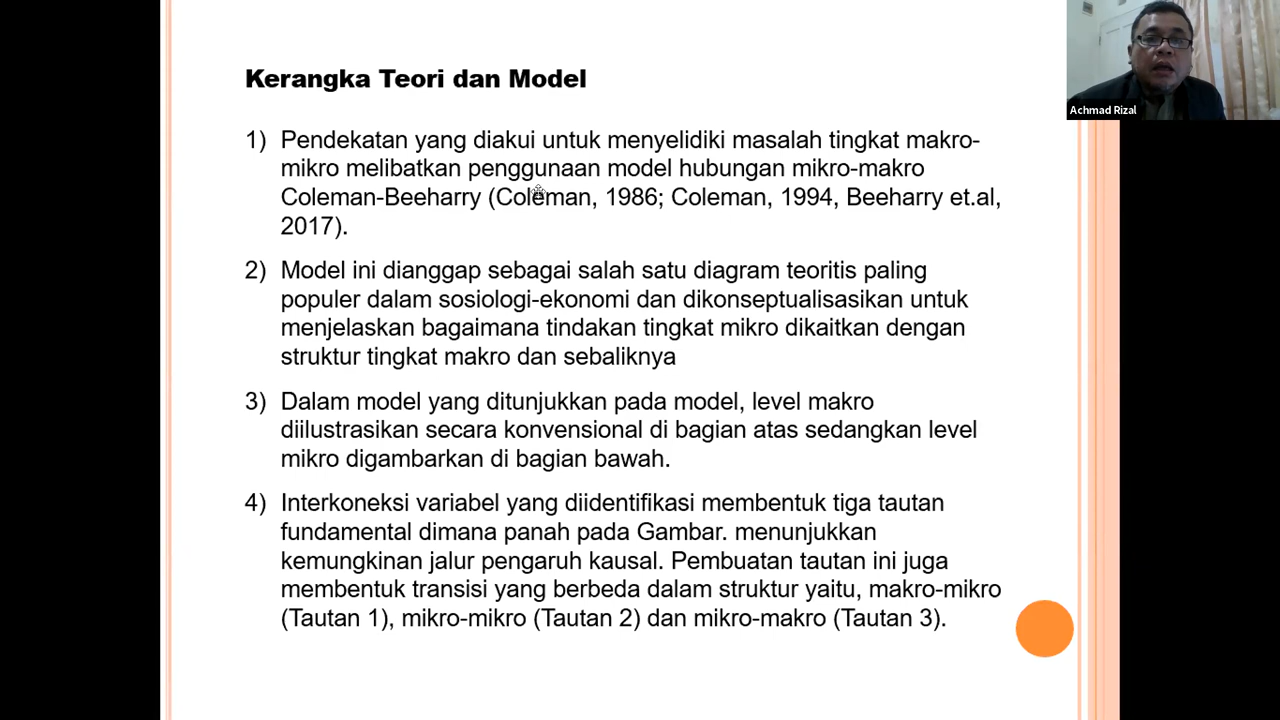 Kerangka Teori dan Model
1) Pendekatan yang diakui untuk menyelidiki masalah tingkat makro-
mikro melibatkan penggunaan model hubungan mikro-makro
Coleman-Beeharry (Coleman, 1986; Coleman, 1994, Beeharry et.al,
2017).
2) Model ini dianggap sebagai salah satu diagram teoritis paling
populer dalam sosiologi-ekonomi dan dikonseptualisasikan untuk
menjelaskan bagaimana tindakan tingkat mikro dikaitkan dengan
struktur tingkat makro dan sebaliknya
3) Dalam model yang ditunjukkan pada model, level makro
diilustrasikan secara konvensional di bagian atas sedangkan level
mikro digambarkan di bagian bawah.
4) Interkoneksi variabel yang diidentifikasi membentuk tiga tautan
fundamental dimana panah pada Gambar. menunjukkan
kemungkinan jalur pengaruh kausal. Pembuatan tautan ini juga
membentuk transisi yang berbeda dalam struktur yaitu, makro-mikro
(Tautan 1), mikro-mikro (Tautan 2) dan mikro-makro (Tautan 3).
Achmad Rizal